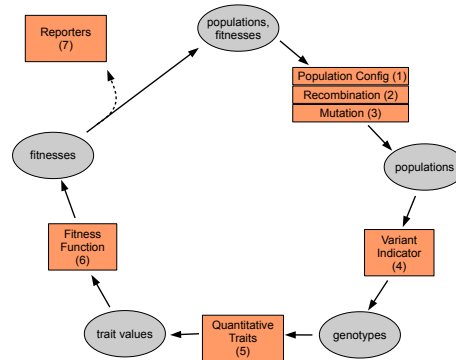 Reporters
(7)
populations,
fitnesses
Population Config (1)
Recombination (2)
Mutation (3)
populations
Variant
Indicator
(4)
genotypes
Quantitative
Traits
(5)
trait values
Fitness
Function
(6)
fitnesses